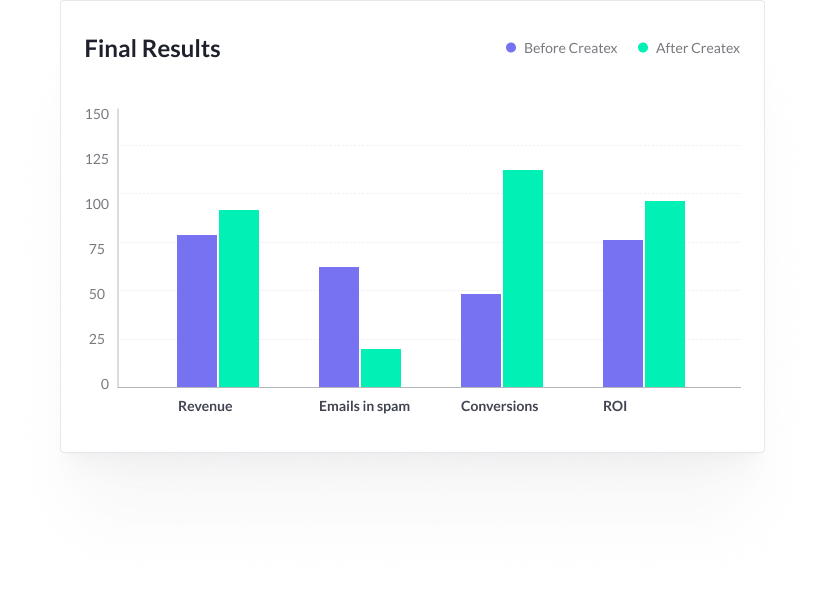 Final Results
Before Createx
After Createx
150
125
100
75
50
25
0
Revenue
Emails in spam
Conversions
ROI